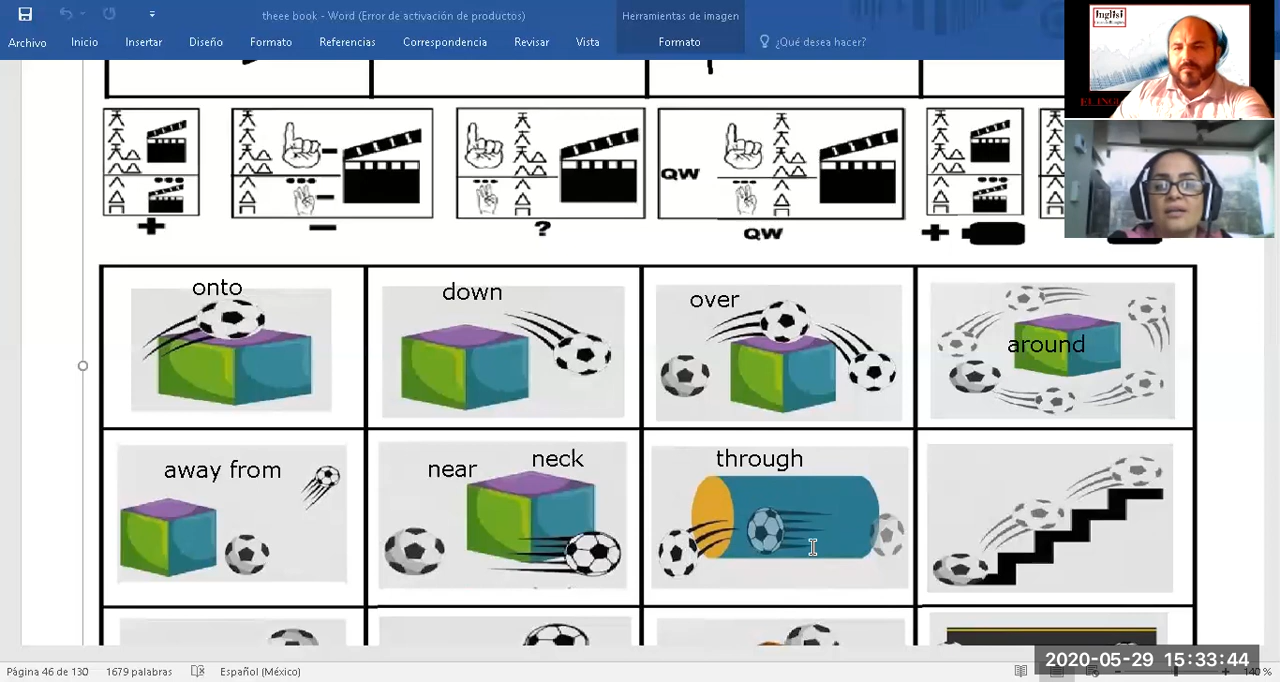 theee book - Word (Error de activación de productos)
Herramientas de imagen
Archivo Inicio Insertar Diseño Formato Referencias Correspondencia Revisar Vista Formato ¿Qué desea hacer?
Inglisi
QW
+ − ? QW +
onto down over around
away from near neck through
2020-05-29 15:33:44
Página 46 de 130 1679 palabras Español (México) 140 %